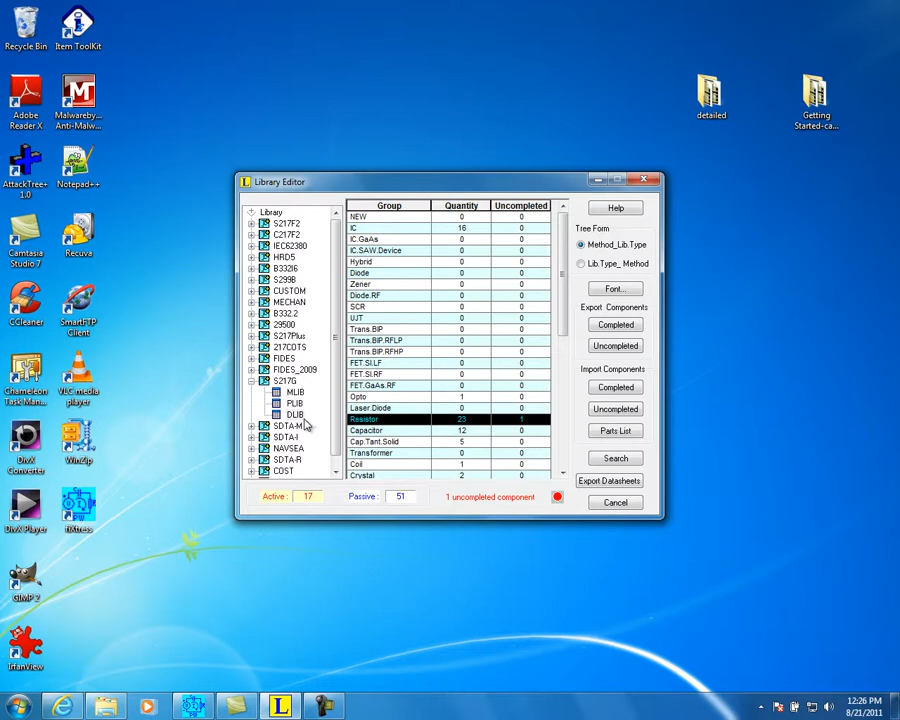 Recycle Bin
Item ToolKit
Adobe
Reader X
Malwareby...
Anti-Malw...
AttackTree+
1.0
Notepad++
Camtasia
Studio 7
Recuva
CCleaner
SmartFTP
Client
Chameleon
Task Man...
VLC media
player
DivX
Converter
WinZip
DivX Player
fiXtress
GIMP 2
IrfanView
detailed
Getting
Started-ca...
L Library Editor
Library
S217F2
C217F2
IEC62380
HRD5
B332I6
S299B
CUSTOM
MECHAN
B332.2
29500
S217Plus
217COTS
FIDES
FIDES_2009
S217G
MLIB
PLIB
DLIB
SDTA-M
SDTA-I
NAVSEA
SDTA-R
COST
Group Quantity Uncompleted
NEW 0 0
IC 16 0
IC.GaAs 0 0
IC.SAW.Device 0 0
Hybrid 0 0
Diode 0 0
Zener 0 0
Diode.RF 0 0
SCR 0 0
UJT 0 0
Trans.BIP 0 0
Trans.BIP.RFLP 0 0
Trans.BIP.RFHP 0 0
FET.SI.LF 0 0
FET.SI.RF 0 0
FET.GaAs.RF 0 0
Opto 1 0
Laser.Diode 0 0
Resistor 23 1
Capacitor 12 0
Cap.Tant.Solid 5 0
Transformer 0 0
Coil 1 0
Crystal 2 0
Help
Tree Form
Method_Lib.Type
Lib.Type_ Method
Font...
Export Components
Completed
Uncompleted
Import Components
Completed
Uncompleted
Parts List
Search
Export Datasheets
Cancel
Active : 17 Passive : 51 1 uncompleted component
L
12:26 PM
8/21/2011